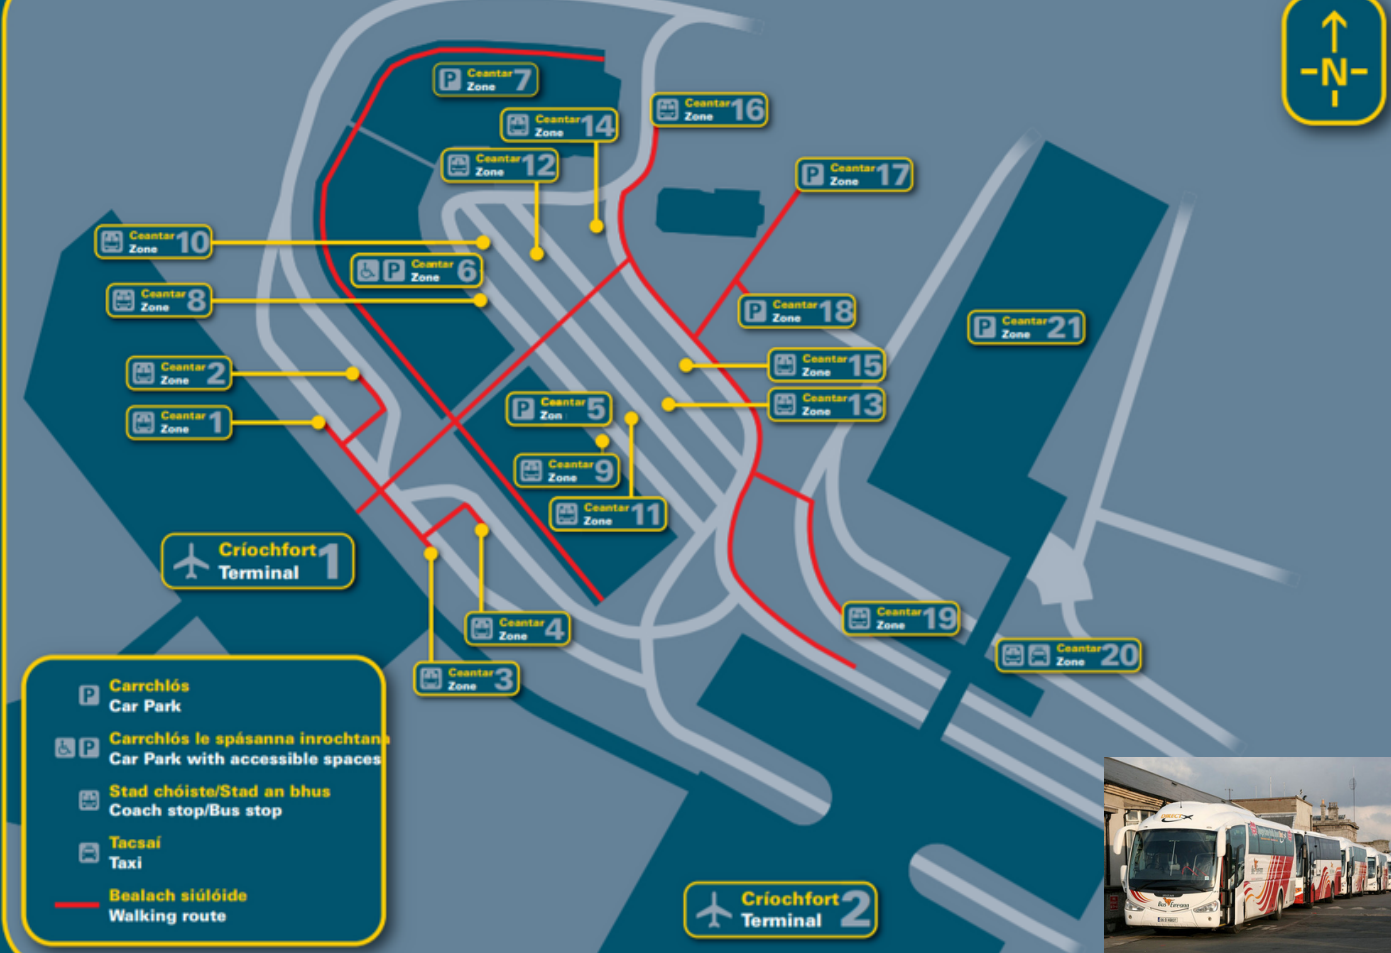 N
Ceantar
Zone 7
Ceantar
Zone 14
Ceantar
Zone 16
Ceantar
Zone 12
Ceantar
Zone 17
Ceantar
Zone 10
Ceantar
Zone 6
Ceantar
Zone 8
Ceantar
Zone 18
Ceantar
Zone 21
Ceantar
Zone 2
Ceantar
Zone 15
Ceantar
Zone 1
Ceantar
Zon 5
Ceantar
Zone 13
Ceantar
Zone 9
Ceantar
Zone 11
Críochfort
Terminal 1
Ceantar
Zone 4
Ceantar
Zone 19
Ceantar
Zone 3
Ceantar
Zone 20
P Carrchlós
Car Park
P Carrchlós le spásanna inrochtana
Car Park with accessible spaces
Stad chóiste/Stad an bhus
Coach stop/Bus stop
Tacsaí
Taxi
Bealach siúlóide
Walking route
Críochfort
Terminal 2